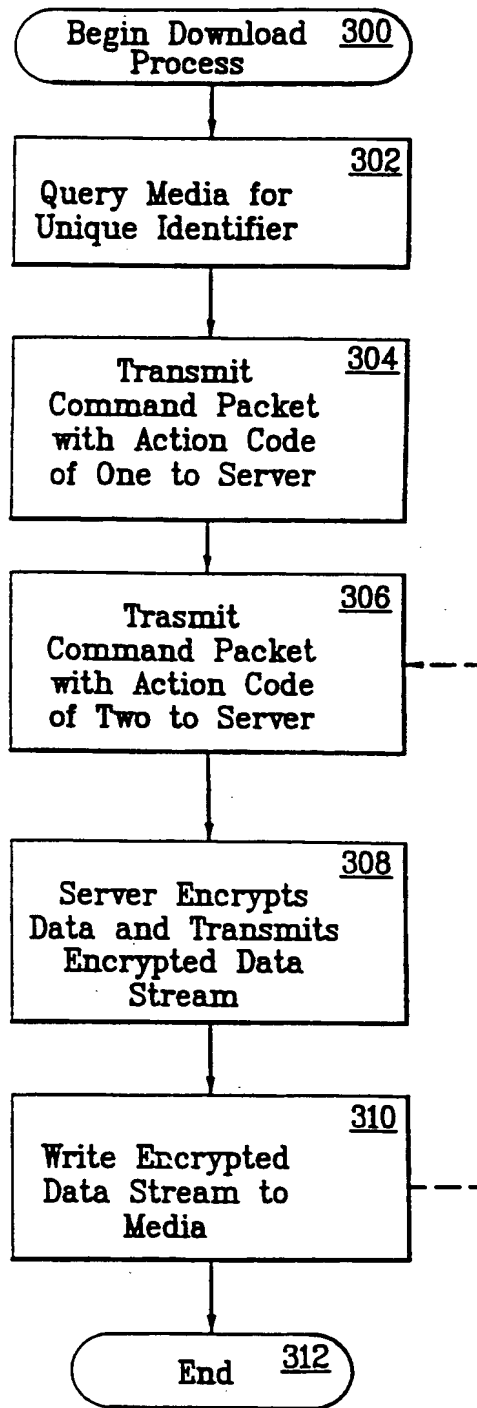 Begin Download 300
Process
302
Query Media for
Unique Identifier
304
Transmit
Command Packet
with Action Code
of One to Server
306
Trasmit
Command Packet
with Action Code
of Two to Server
308
Server Encrypts
Data and Transmits
Encrypted Data
Stream
310
Write Encrypted
Data Stream to
Media
End 312